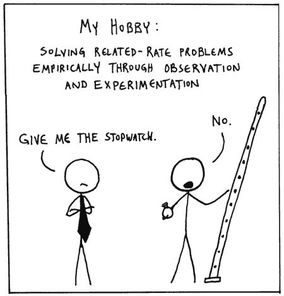 MY HOBBY:
SOLVING RELATED-RATE PROBLEMS
EMPIRICALLY THROUGH OBSERVATION
AND EXPERIMENTATION
GIVE ME THE STOPWATCH.
NO.